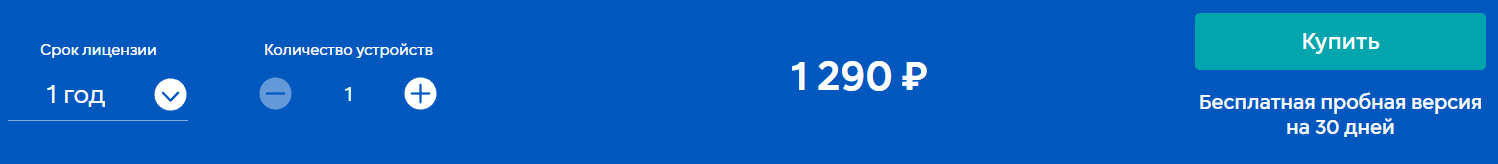 Срок лицензии
1 год
Количество устройств
1
1 290 ₽
Купить
Бесплатная пробная версия
на 30 дней